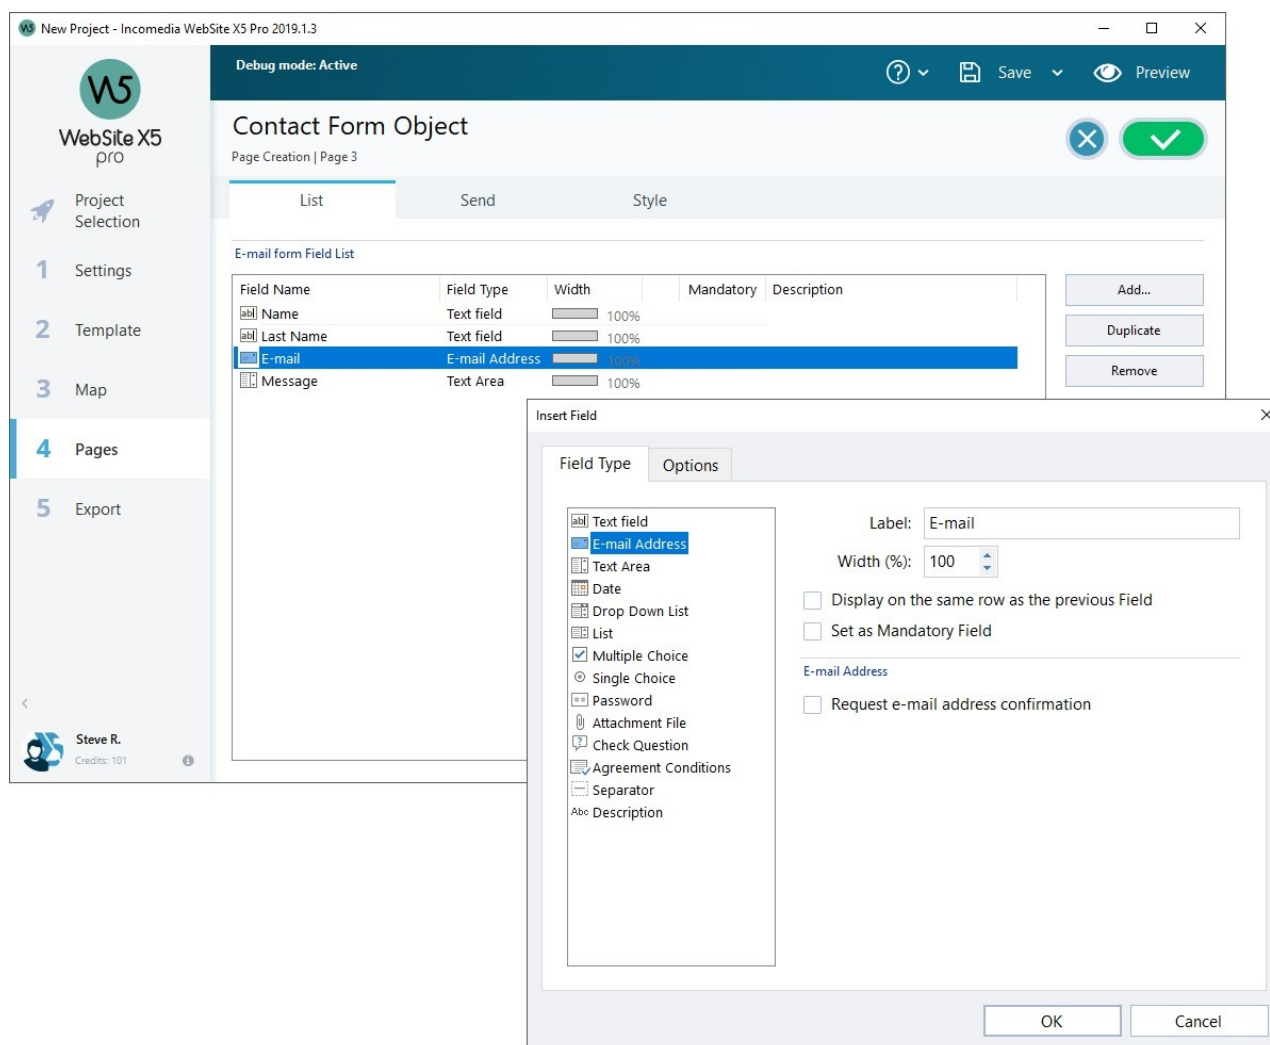 New Project - Incomedia WebSite X5 Pro 2019.1.3
Debug mode: Active
Save
Preview
WebSite X5
pro
Contact Form Object
Page Creation | Page 3
Project
Selection
1 Settings
2 Template
3 Map
4 Pages
5 Export
List Send Style
E-mail form Field List
Field Name Field Type Width Mandatory Description
Name Text field 100%
Last Name Text field 100%
E-mail E-mail Address 100%
Message Text Area 100%
Add...
Duplicate
Remove
Steve R.
Credits: 101
Insert Field
Field Type Options
Text field
E-mail Address
Text Area
Date
Drop Down List
List
Multiple Choice
Single Choice
Password
Attachment File
Check Question
Agreement Conditions
Separator
Abc Description
Label: E-mail
Width (%): 100
Display on the same row as the previous Field
Set as Mandatory Field
E-mail Address
Request e-mail address confirmation
OK Cancel